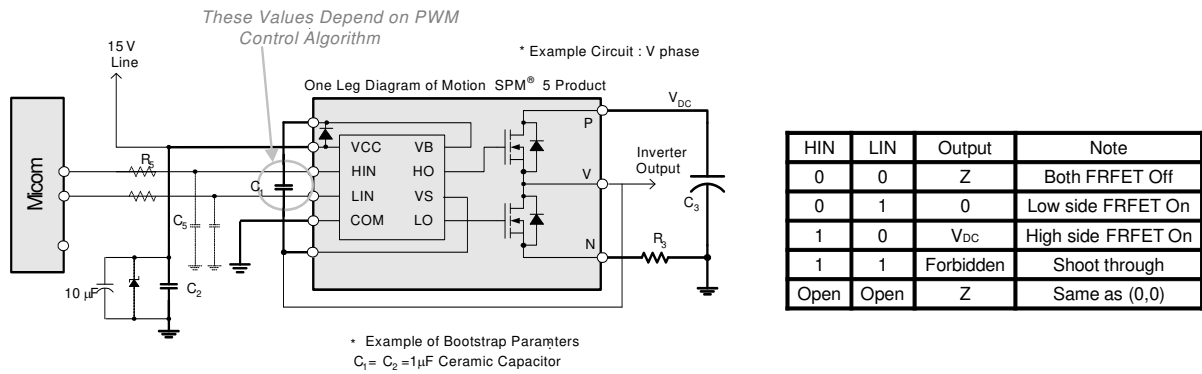 These Values Depend on PWM
Control Algorithm
* Example Circuit : V phase
15 V
Line
One Leg Diagram of Motion SPM® 5 Product
VDC
P
Micom
R5
VCC VB
HIN HO
LIN VS
COM LO
C1
C5
Inverter
Output
V
C3
N
R3
10 μF
C2
* Example of Bootstrap Paramters
C1= C2 =1μF Ceramic Capacitor
HIN LIN Output Note
0 0 Z Both FRFET Off
0 1 0 Low side FRFET On
1 0 VDC High side FRFET On
1 1 Forbidden Shoot through
Open Open Z Same as (0,0)